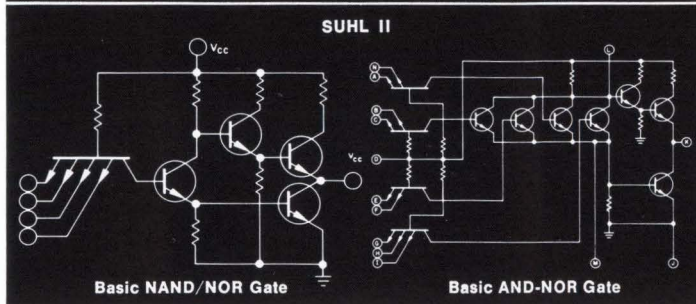 SUHL II
Vcc
Vcc
Basic NAND/NOR Gate
N
A
B
C
D
E
F
G
H
I
L
K
M
J
Basic AND-NOR Gate